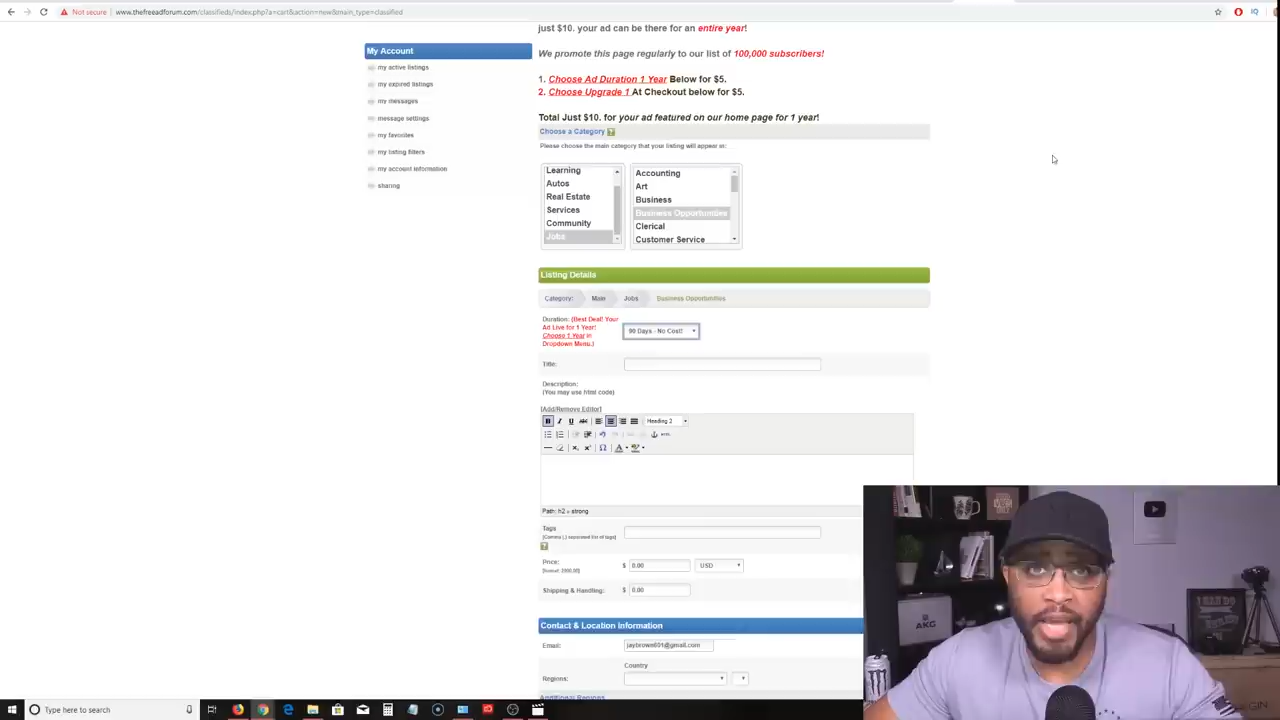 Not secure
www.thefreeadforum.com/classifieds/index.php?a=cart&action=new&main_type=classified
just $10. your ad can be there for an entire year!
My Account
We promote this page regularly to our list of 100,000 subscribers!
my active listings
my expired listings
my messages
message settings
my favorites
my listing filters
my account information
sharing
1. Choose Ad Duration 1 Year Below for $5.
2. Choose Upgrade 1 At Checkout below for $5.
Total Just $10. for your ad featured on our home page for 1 year!
Choose a Category
Please choose the main category that your listing will appear in:
Learning
Autos
Real Estate
Services
Community
Jobs
Accounting
Art
Business
Business Opportunities
Clerical
Customer Service
Listing Details
Category: Main Jobs Business Opportunities
Duration: (Best Deal! Your
Ad Live for 1 Year!
Choose 1 Year in
Dropdown Menu.)
90 Days - No Cost!
Title:
Description:
(You may use html code)
[Add/Remove Editor]
Heading 2
Path: h2 » strong
Tags
(Comma (,) separated list of tags)
Price:
$ 0.00 USD
Shipping & Handling: $ 0.00
Contact & Location Information
Email: jaybrown601@gmail.com
Country
Regions:
Additional Regions
AKG
Type here to search